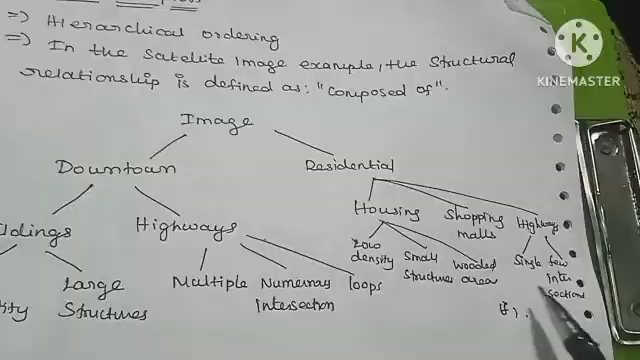 => Hierarchical ordering
=> In the Satellite Image example, the structural
relationship is defined as: "composed of".
KINEMASTER
Image
Downtown
Residential
Highways
Housing
Shopping
malls
Highways
Low
density
Small
Structures
Wooded
area
Single
few
inter
sections
Large
Structures
Multiple
Numerous
intersection
loops